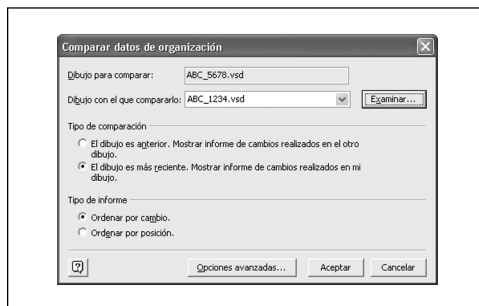 Comparar datos de organización
Dibujo para comparar: ABC_5678.vsd
Dibujo con el que compararlo: ABC_1234.vsd Examinar...
Tipo de comparación
El dibujo es anterior. Mostrar informe de cambios realizados en el otro
dibujo.
El dibujo es más reciente. Mostrar informe de cambios realizados en mi
dibujo.
Tipo de informe
Ordenar por cambio.
Ordenar por posición.
Opciones avanzadas... Aceptar Cancelar